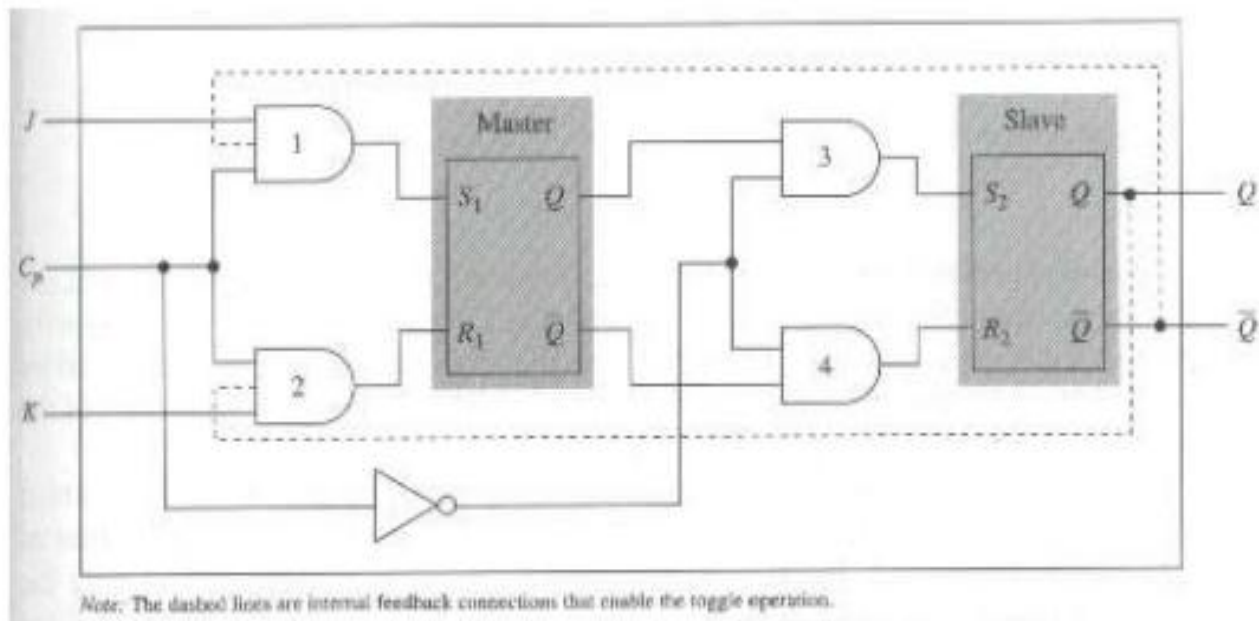 Master
Slave
J
1
3
S₁ Q
S₂ Q
Q
Cₚ
R₁ Q̅
R₂ Q̅
Q̅
2
4
K
Note: The dashed lines are internal feedback connections that enable the toggle operation.